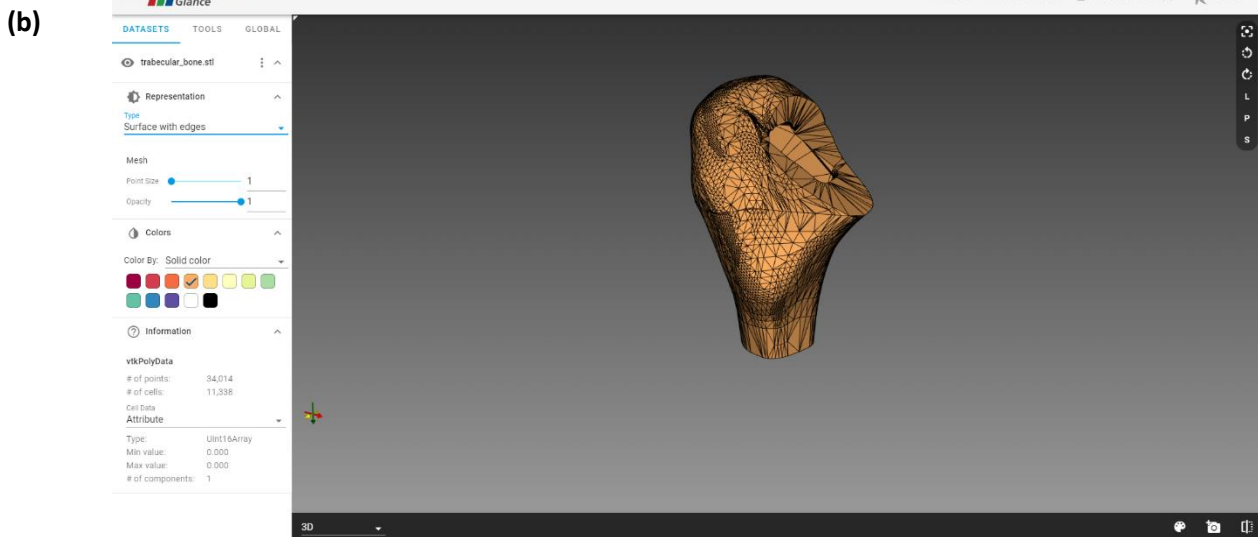 (b)
Glance
DATASETS TOOLS GLOBAL
trabecular_bone.stl
Representation
Type
Surface with edges
Mesh
Point Size 1
Opacity 1
Colors
Color By: Solid color
Information
vtkPolyData
# of points: 34,014
# of cells: 11,338
Cell Data
Attribute
Type: Uint16Array
Min value: 0.000
Max value: 0.000
# of components: 1
L
P
S
3D